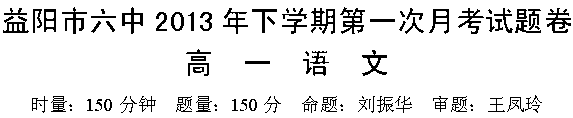 益阳市六中 2013 年下学期第一次月考试题卷
高 一 语 文
时量：150 分钟 题量：150 分 命题：刘振华 审题：王凤玲